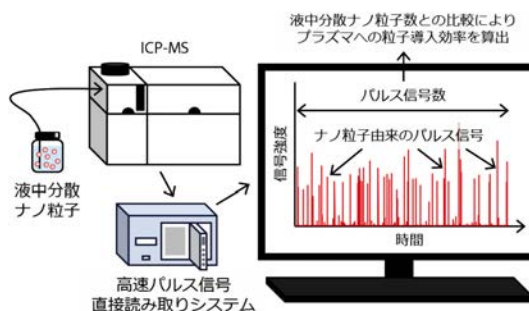 ICP-MS
液中分散
ナノ粒子
高速パルス信号
直接読み取りシステム
液中分散ナノ粒子数との比較により
プラズマへの粒子導入効率を算出
パルス信号数
ナノ粒子由来のパルス信号
信号強度
時間